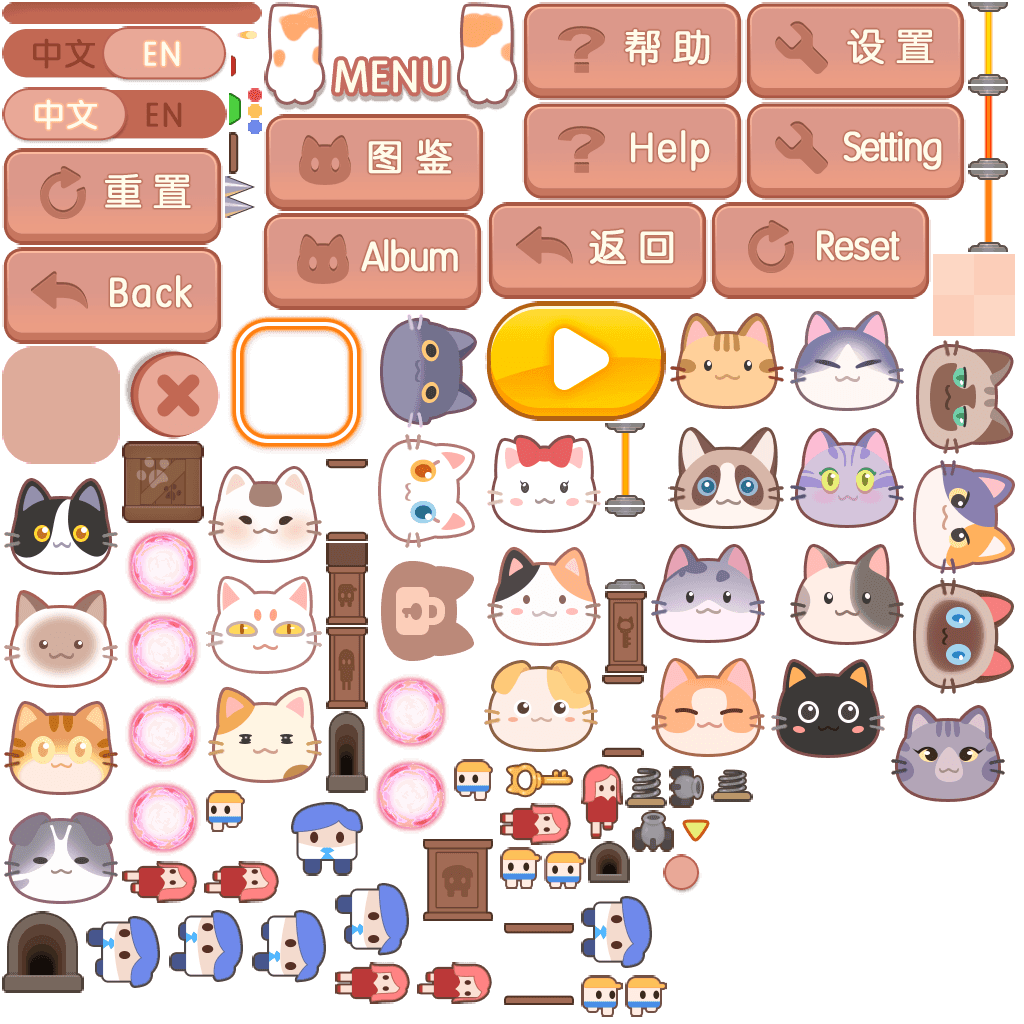 中文 EN
中文 EN
MENU
帮助
设置
Help
Setting
重置
图鉴
Back
Album
返回
Reset